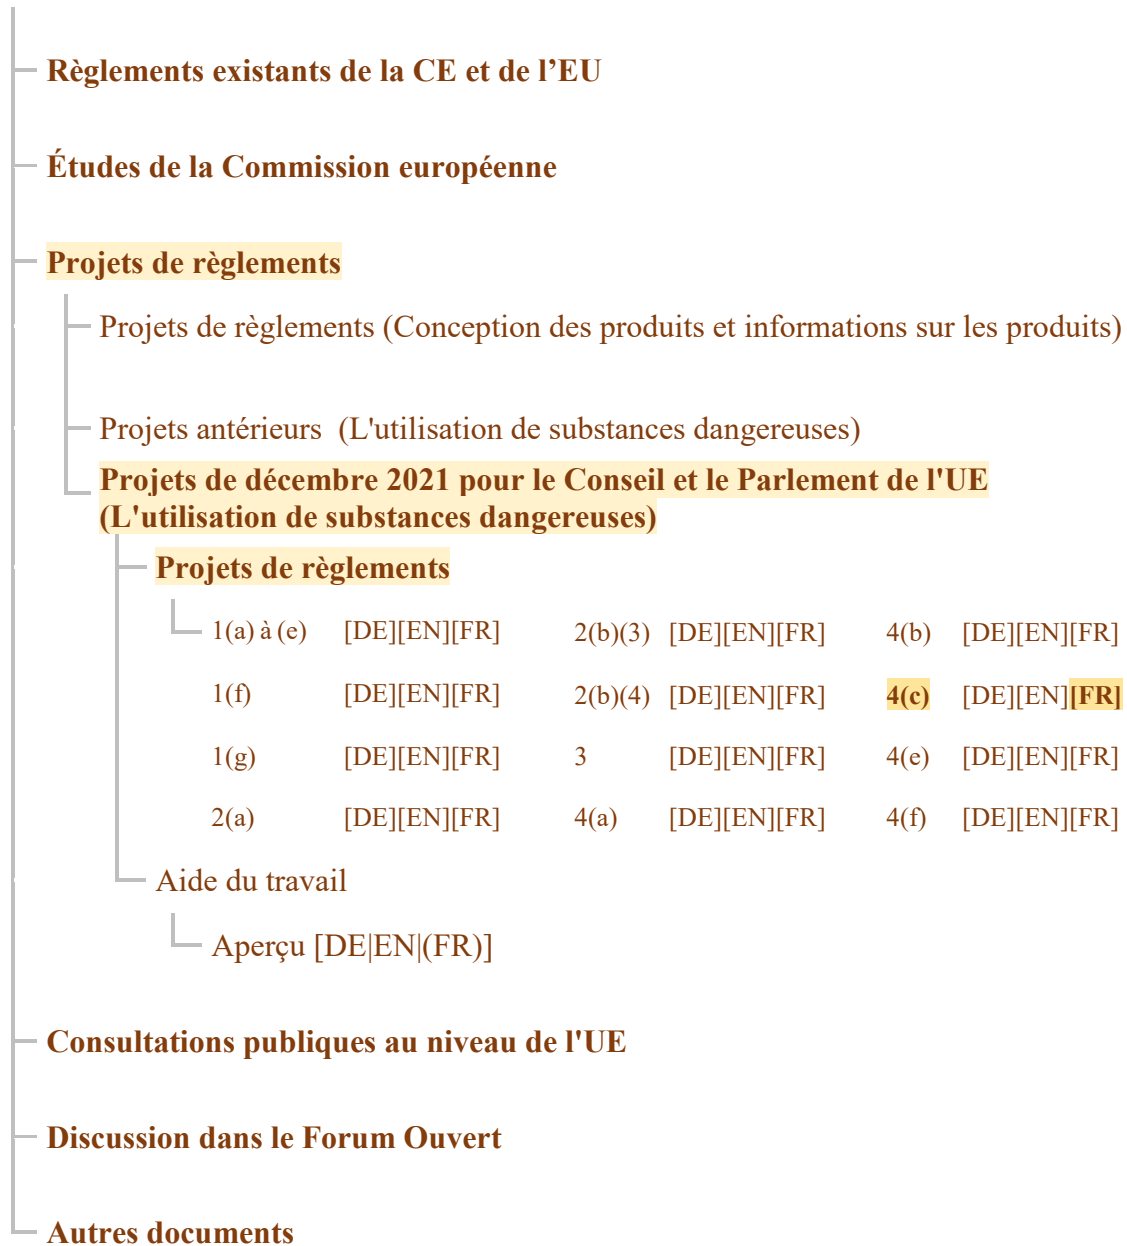 Règlements existants de la CE et de l’EU
Études de la Commission européenne
Projets de règlements
Projets de règlements (Conception des produits et informations sur les produits)
Projets antérieurs (L'utilisation de substances dangereuses)
Projets de décembre 2021 pour le Conseil et le Parlement de l'UE
(L'utilisation de substances dangereuses)
Projets de règlements
1(a) à (e) [DE][EN][FR] 2(b)(3) [DE][EN][FR] 4(b) [DE][EN][FR]
1(f) [DE][EN][FR] 2(b)(4) [DE][EN][FR] 4(c) [DE][EN][FR]
1(g) [DE][EN][FR] 3 [DE][EN][FR] 4(e) [DE][EN][FR]
2(a) [DE][EN][FR] 4(a) [DE][EN][FR] 4(f) [DE][EN][FR]
Aide du travail
Aperçu [DE|EN|(FR)]
Consultations publiques au niveau de l'UE
Discussion dans le Forum Ouvert
Autres documents